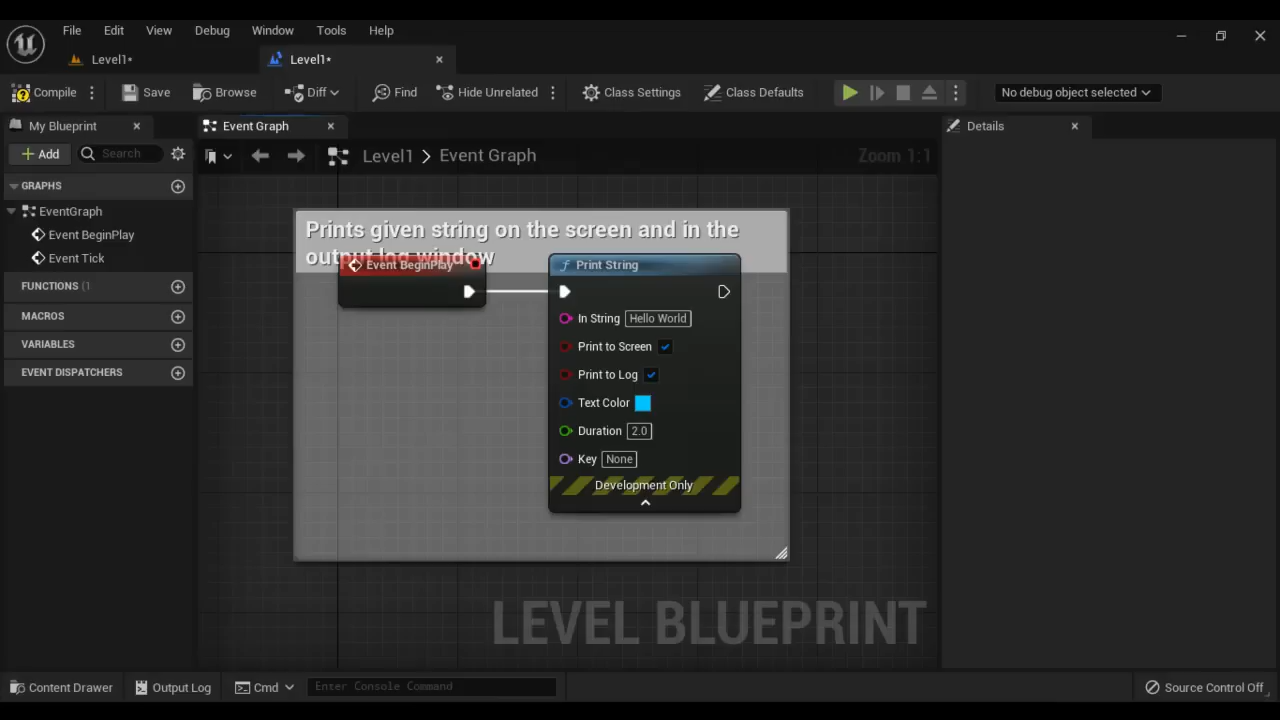 File Edit View Debug Window Tools Help
Level1*
Level1*
Compile Save Browse Diff Find Hide Unrelated Class Settings Class Defaults No debug object selected
My Blueprint
Event Graph
Details
+ Add Search
Level1 > Event Graph Zoom 1:1
GRAPHS
EventGraph
Event BeginPlay
Event Tick
FUNCTIONS (1
MACROS
VARIABLES
EVENT DISPATCHERS
Prints given string on the screen and in the
output log window
Event BeginPlay
f Print String
In String Hello World
Print to Screen
Print to Log
Text Color
Duration 2.0
Key None
Development Only
LEVEL BLUEPRINT
Content Drawer Output Log Cmd Enter Console Command Source Control Off